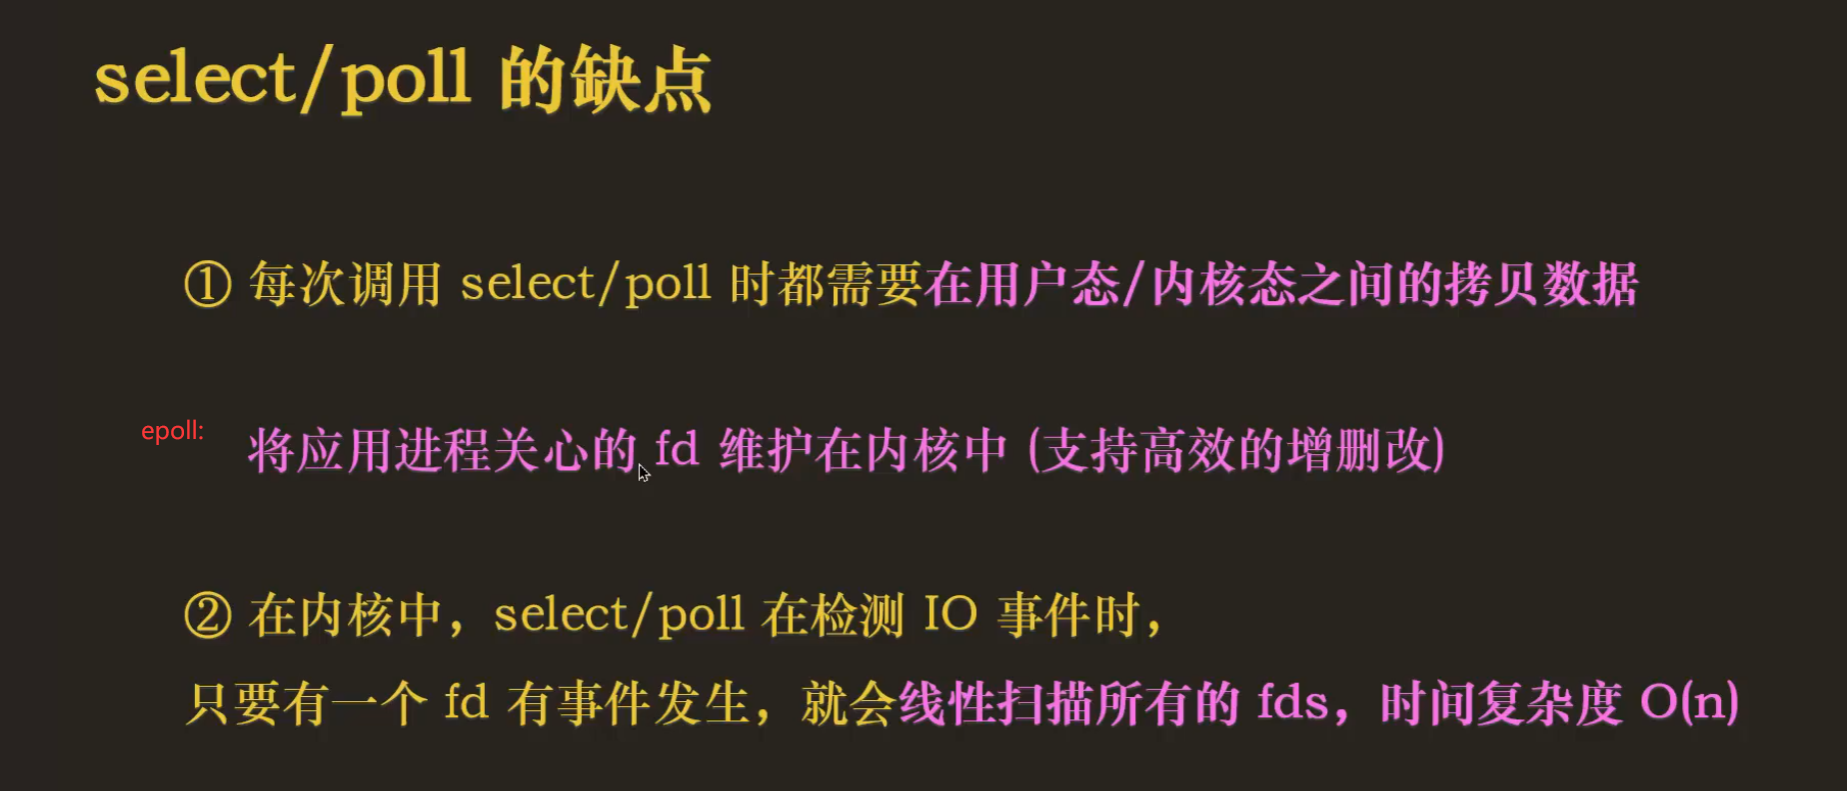 select/poll 的缺点
① 每次调用 select/poll 时都需要在用户态/内核态之间的拷贝数据
epoll: 将应用进程关心的 fd 维护在内核中 (支持高效的增删改)
② 在内核中，select/poll 在检测 IO 事件时，
只要有一个 fd 有事件发生，就会线性扫描所有的 fds，时间复杂度 O(n)